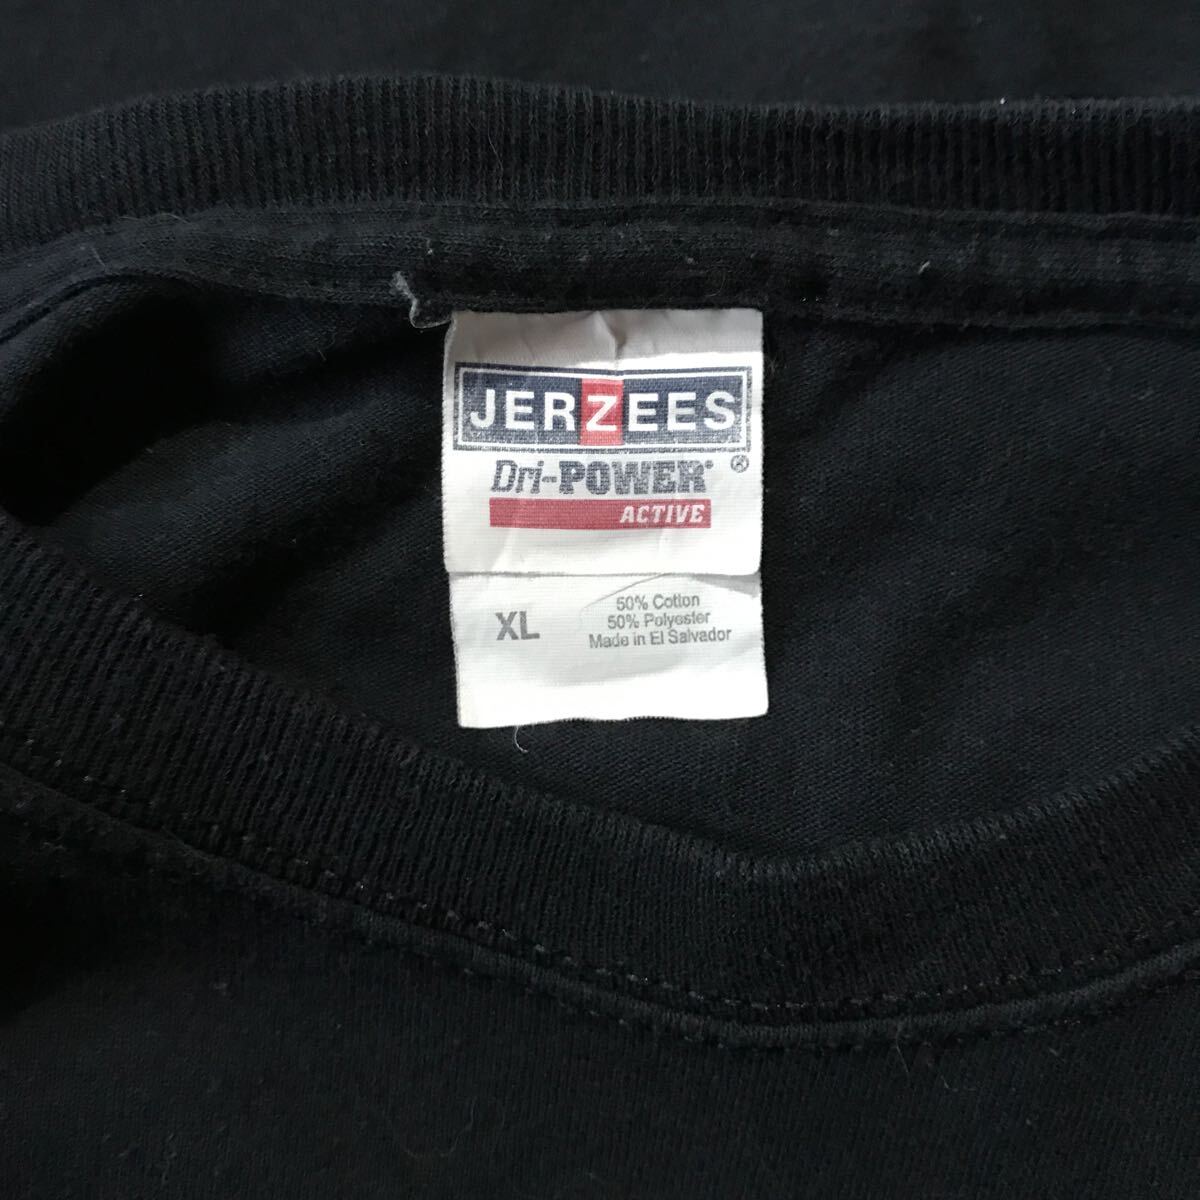 JERZEES
Dri-POWER®
ACTIVE
XL
50% Cotton
50% Polyester
Made in El Salvador